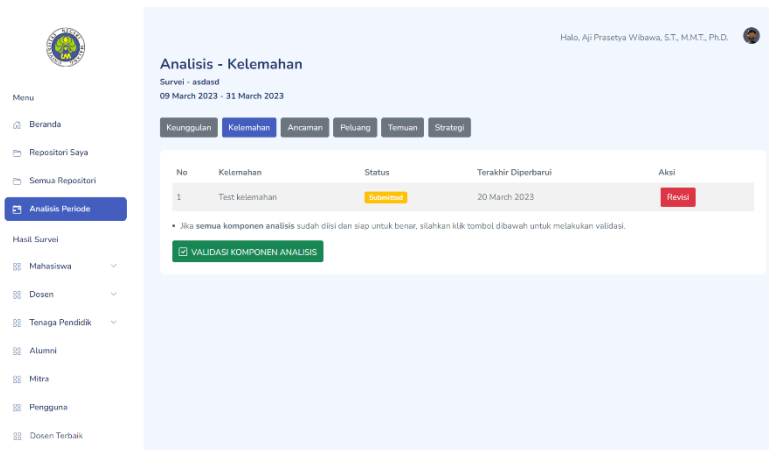 Halo, Aji Prasetya Wibawa, S.T., M.M.T., Ph.D.
Analisis - Kelemahan
Survei - asdasd
09 March 2023 - 31 March 2023
Menu
Beranda
Repositori Saya
Semua Repositori
Analisis Periode
Hasil Survei
Mahasiswa
Dosen
Tenaga Pendidik
Alumni
Mitra
Pengguna
Dosen Terbaik
Keunggulan Kelemahan Ancaman Peluang Temuan Strategi
No Kelemahan Status Terakhir Diperbarui Aksi
1 Test kelemahan Submitted 20 March 2023 Revisi
▪ Jika semua komponen analisis sudah diisi dan siap untuk benar, silahkan klik tombol dibawah untuk melakukan validasi.
VALIDASI KOMPONEN ANALISIS